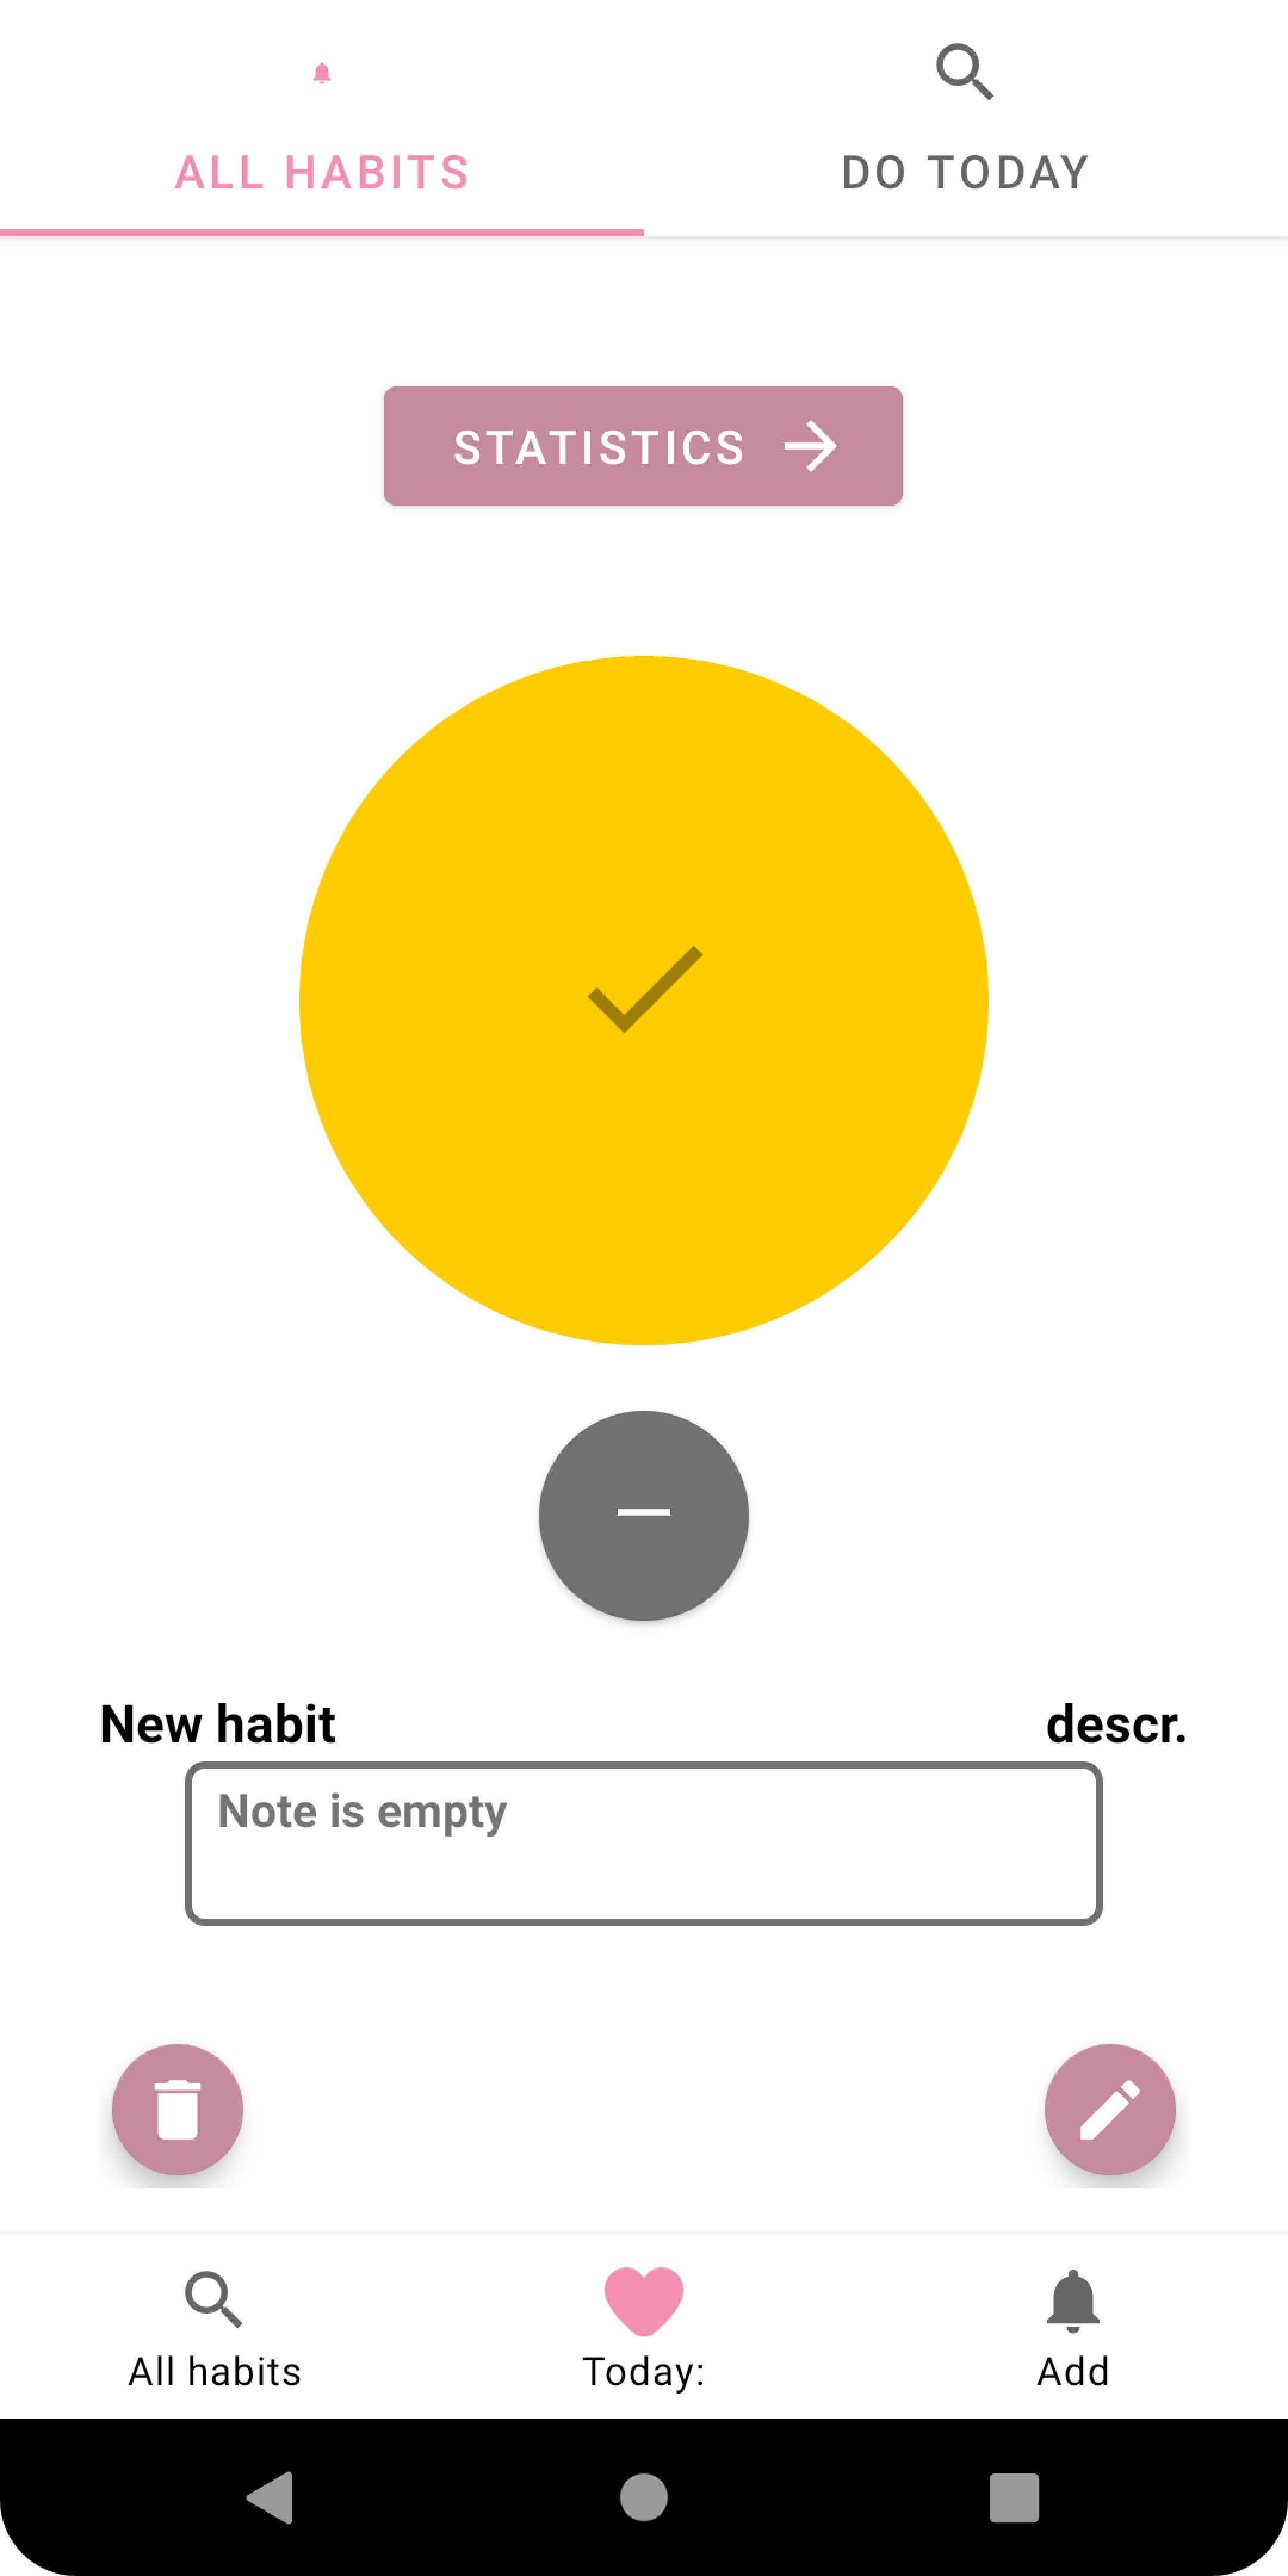 ALL HABITS
DO TODAY
STATISTICS
New habit
descr.
Note is empty
All habits
Today:
Add